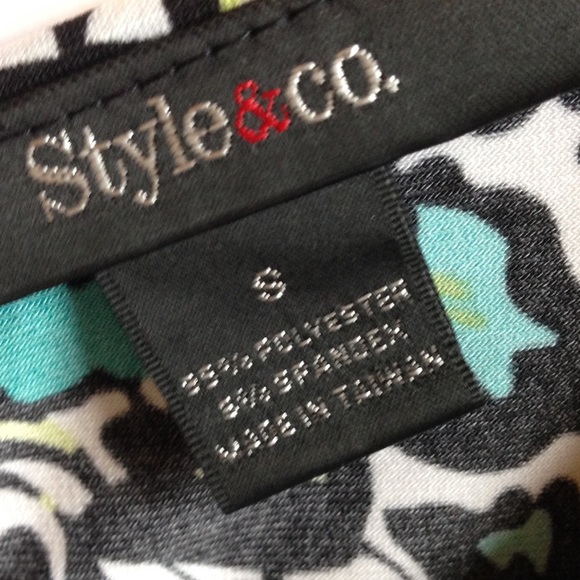 Style&co.
S
95% POLYESTER
5% SPANDEX
MADE IN TAIWAN